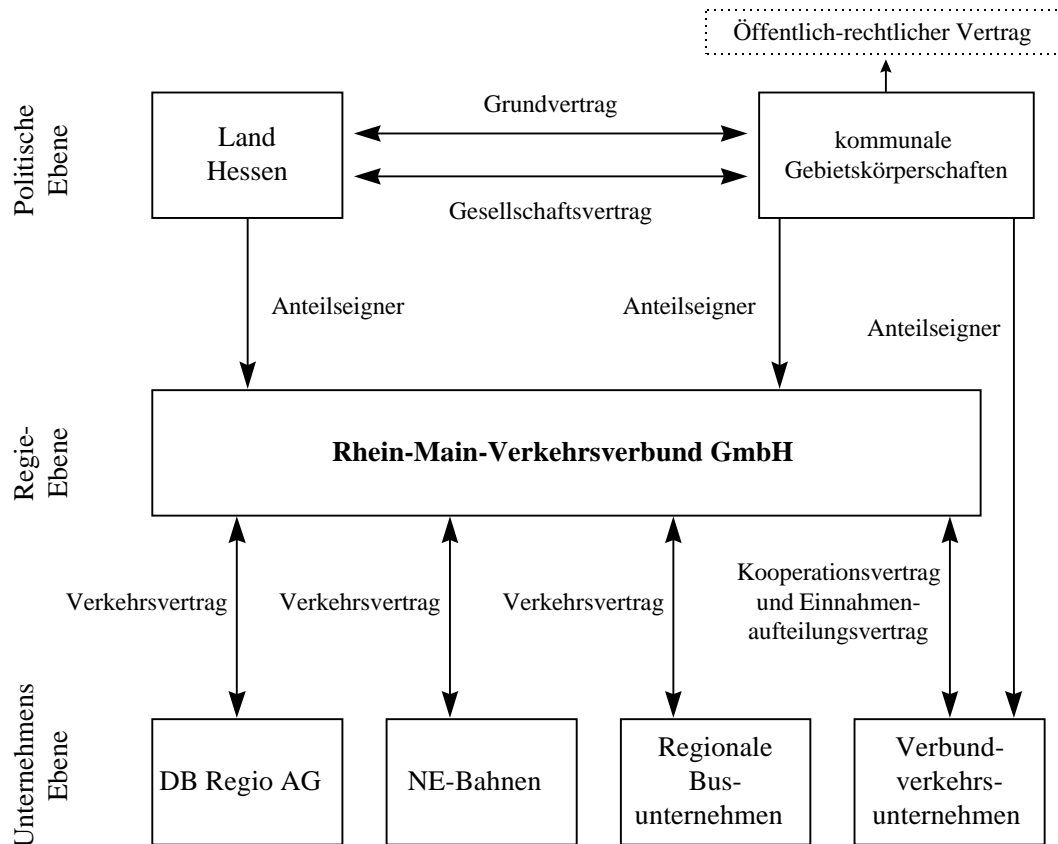 Öffentlich-rechtlicher Vertrag
Politische
Ebene
Land
Hessen
Grundvertrag
Gesellschaftsvertrag
kommunale
Gebietskörperschaften
Anteilseigner
Anteilseigner
Anteilseigner
Regie-
Ebene
Rhein-Main-Verkehrsverbund GmbH
Verkehrsvertrag
Verkehrsvertrag
Verkehrsvertrag
Kooperationsvertrag
und Einnahmen-
aufteilungsvertrag
Unternehmens
Ebene
DB Regio AG
NE-Bahnen
Regionale
Bus-
unternehmen
Verbund-
verkehrs-
unternehmen